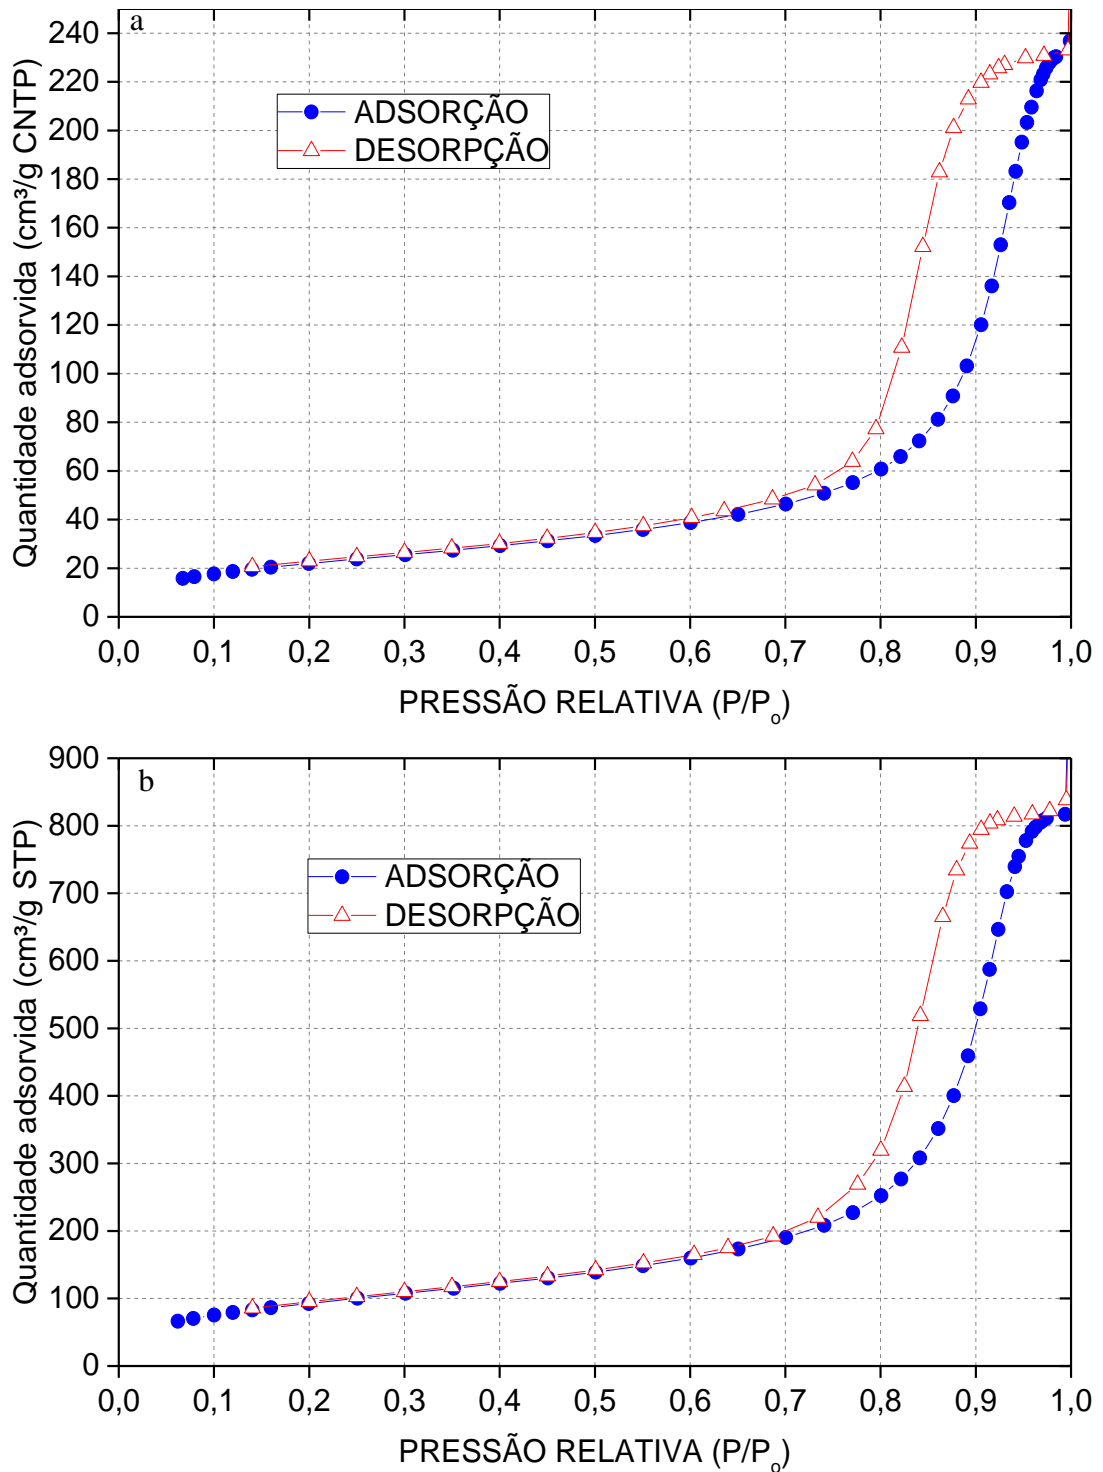 a
240
220
200
180
160
140
120
100
80
60
40
20
0
Quantidade adsorvida (cm³/g CNTP)
ADSORÇÃO
DESORPÇÃO
0,0 0,1 0,2 0,3 0,4 0,5 0,6 0,7 0,8 0,9 1,0
PRESSÃO RELATIVA (P/Po)
b
900
800
700
600
500
400
300
200
100
0
Quantidade adsorvida (cm³/g STP)
ADSORÇÃO
DESORPÇÃO
0,0 0,1 0,2 0,3 0,4 0,5 0,6 0,7 0,8 0,9 1,0
PRESSÃO RELATIVA (P/Po)